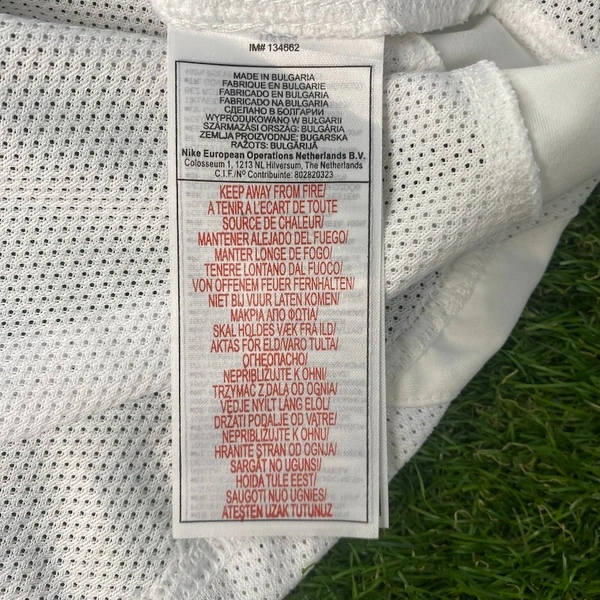 IM# 134662
MADE IN BULGARIA
FABRIQUE EN BULGARIE
FABRICADO EN BULGARIA
FABRICADO NA BULGARIA
СДЕЛАНО В БОЛГАРИИ
WYPRODUKOWANO W BUŁGARII
SZÁRMAZÁSI ORSZÁG: BULGÁRIA
ZEMLJA PROIZVODNJE: BUGARSKA
RAŽOTS: BULGĀRIJĀ
Nike European Operations Netherlands B.V.
Colosseum 1, 1213 NL Hilversum, The Netherlands
C.I.F./Nº Contribuinte: 802820323
KEEP AWAY FROM FIRE/
A TENIR A L'ECART DE TOUTE
SOURCE DE CHALEUR/
MANTENER ALEJADO DEL FUEGO/
MANTER LONGE DE FOGO/
TENERE LONTANO DAL FUOCO/
VON OFFENEM FEUER FERNHALTEN/
NIET BIJ VUUR LATEN KOMEN/
ΜΑΚΡΙΑ ΑΠΟ ΦΩΤΙΑ/
SKAL HOLDES VÆK FRA ILD/
AKTAS FÖR ELD/VARO TULTA/
ОГНЕОПАСНО/
NEPŘIBLIŽUJTE K OHNI/
TRZYMAĆ Z DALA OD OGNIA/
VÉDJE NYÍLT LÁNG ELŐL/
DRŽATI PODALJE OD VATRE/
NEPRIBLIŽUJTE K OHŇU/
HRANITE STRAN OD OGNJA/
SARGĀT NO UGUNS/
HOIDA TULE EEST/
SAUGOTI NUO UGNIES/
ATEŞTEN UZAK TUTUNUZ